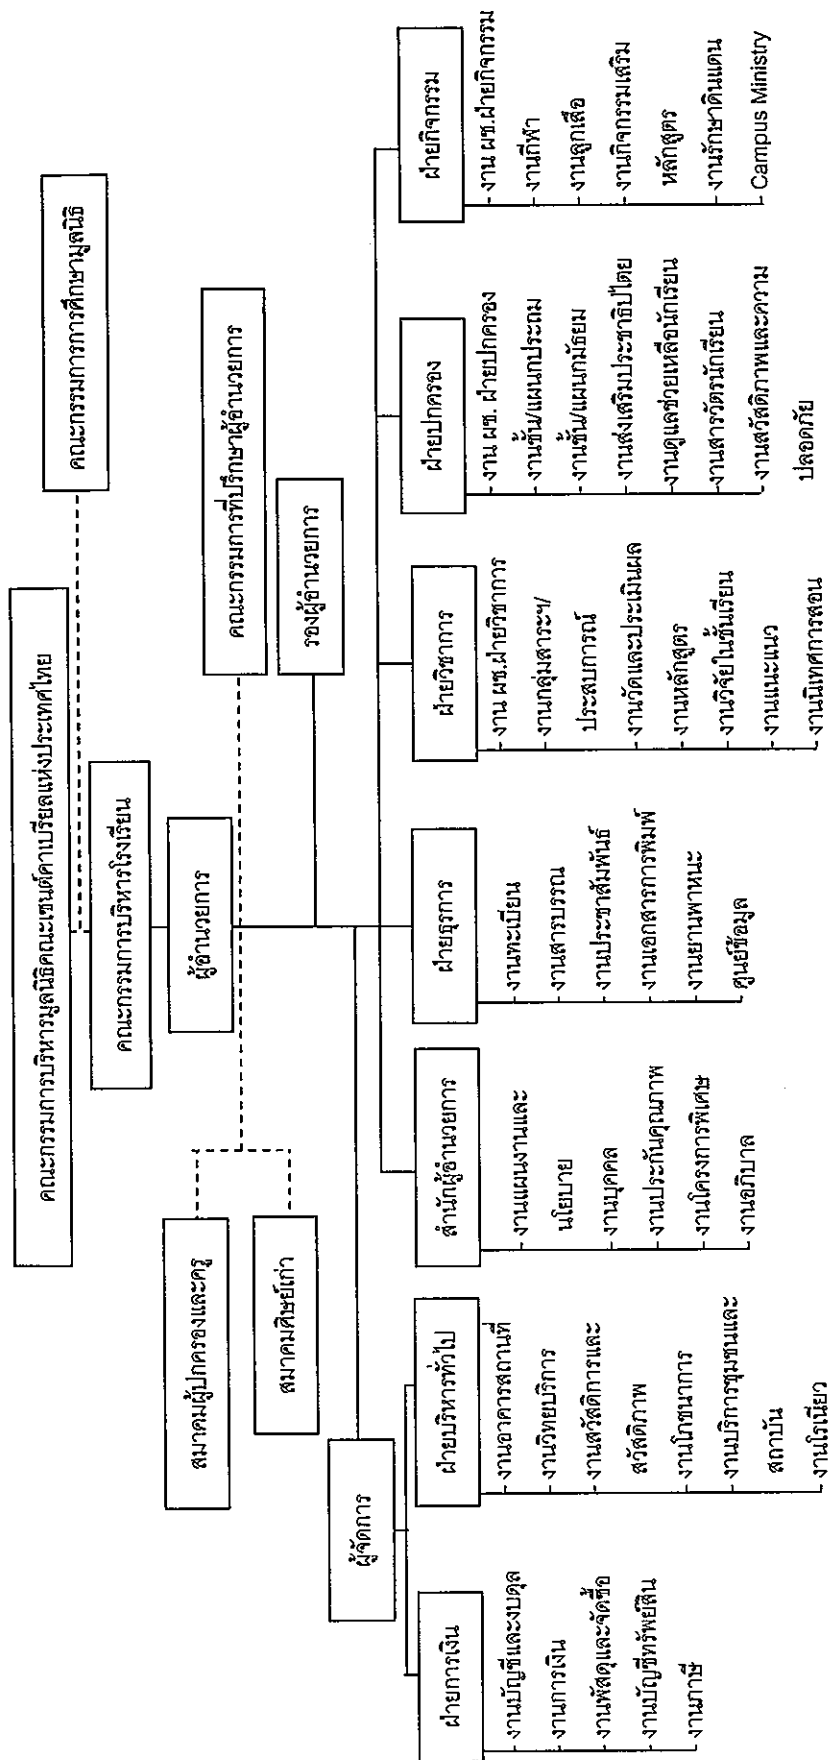 คณะกรรมการบริหารมูลนิธิคณะเซนต์คาเบรียลแห่งประเทศไทย
คณะกรรมการการศึกษามูลนิธิ
คณะกรรมการบริหารโรงเรียน
ผู้อำนวยการ
สมาคมผู้ปกครองและครู
คณะกรรมการที่ปรึกษาผู้อำนวยการ
สมาคมศิษย์เก่า
รองผู้อำนวยการ
ผู้จัดการ
ฝ่ายการเงิน
งานบัญชีและงบดุล
งานการเงิน
งานพัสดุและจัดซื้อ
งานบัญชีทรัพย์สิน
งานภาษี
ฝ่ายบริหารทั่วไป
งานอาคารสถานที่
งานวิทยบริการ
งานสวัสดิการและ
สวัสดิภาพ
งานโภชนาการ
งานบริการชุมชนและ
สถาบัน
งานโรเนียว
สำนักผู้อำนวยการ
งานแผนงานและ
นโยบาย
งานบุคคล
งานประกันคุณภาพ
งานโครงการพิเศษ
งานอภิบาล
ฝ่ายธุรการ
งานทะเบียน
งานสารบรรณ
งานประชาสัมพันธ์
งานเอกสารการพิมพ์
งานยานพาหนะ
ศูนย์ข้อมูล
ฝ่ายวิชาการ
งาน ผช.ฝ่ายวิชาการ
งานกลุ่มสาระฯ/
ประสบการณ์
งานวัดและประเมินผล
งานหลักสูตร
งานวิจัยในชั้นเรียน
งานแนะแนว
งานนิเทศการสอน
ฝ่ายปกครอง
งาน ผช. ฝ่ายปกครอง
งานชั้น/แผนกประถม
งานชั้น/แผนกมัธยม
งานส่งเสริมประชาธิปไตย
งานดูแลช่วยเหลือนักเรียน
งานสารวัตรนักเรียน
งานสวัสดิภาพและความ
ปลอดภัย
ฝ่ายกิจกรรม
งาน ผช.ฝ่ายกิจกรรม
งานกีฬา
งานลูกเสือ
งานกิจกรรมเสริม
หลักสูตร
งานรักษาดินแดน
Campus Ministry